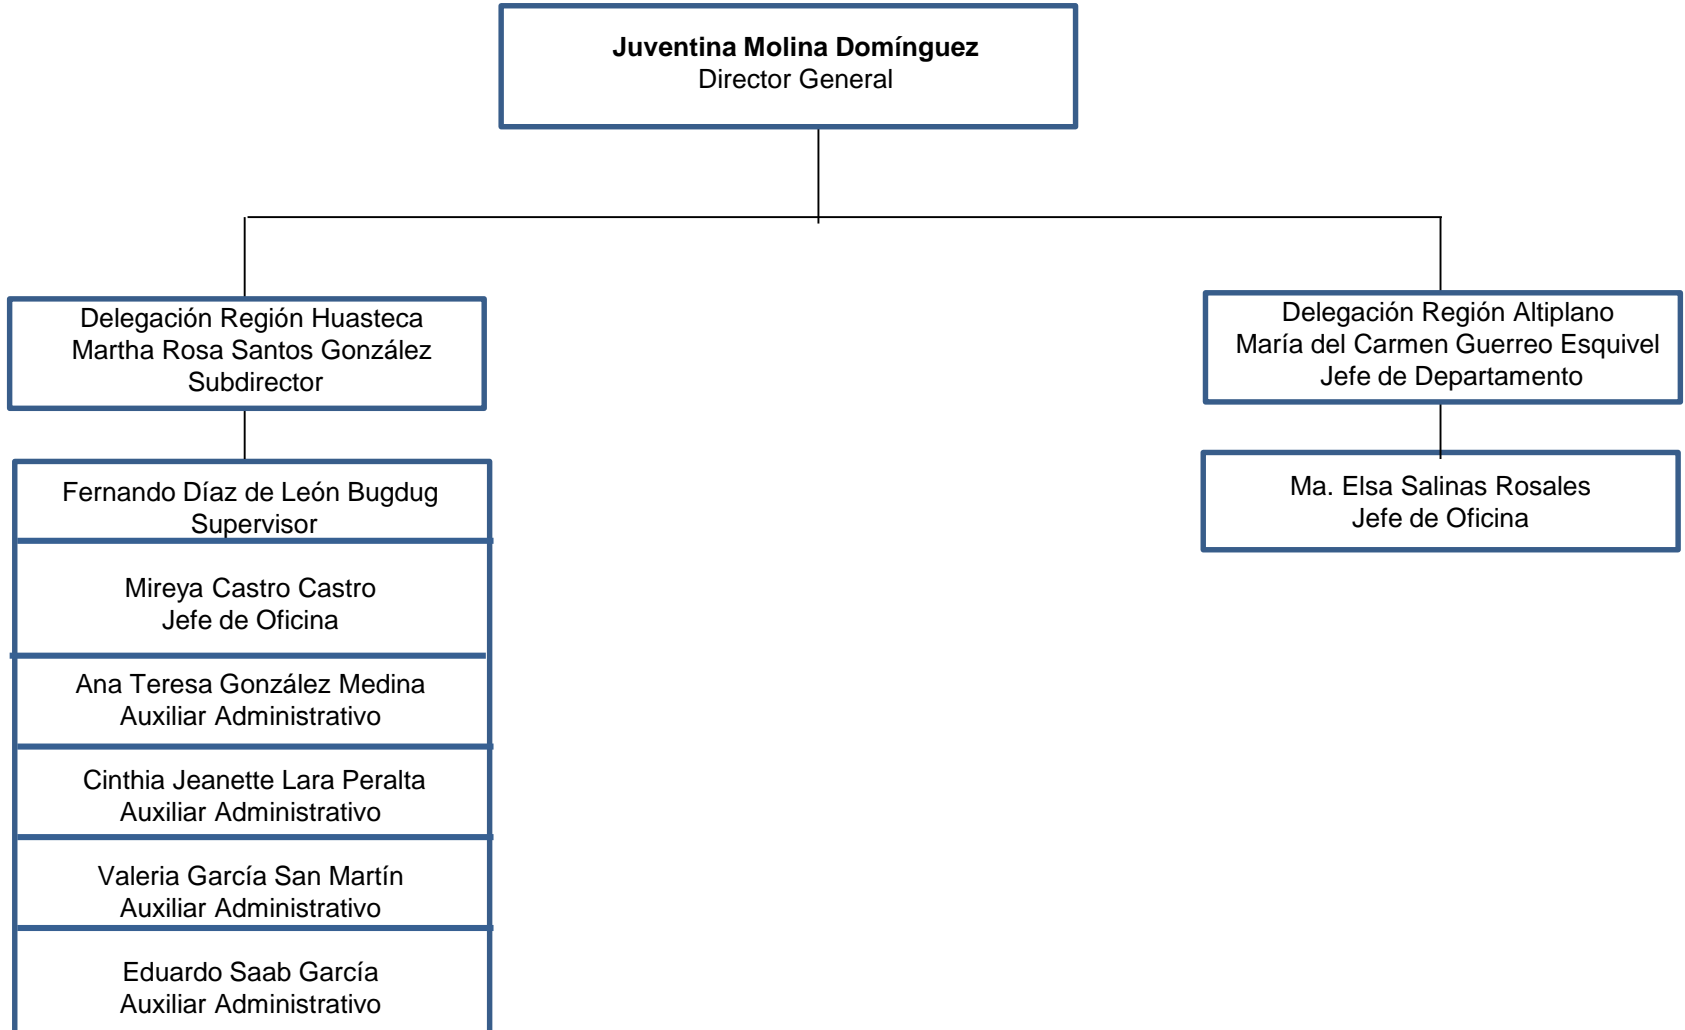 Juventina Molina Domínguez
Director General
Delegación Región Huasteca
Martha Rosa Santos González
Subdirector
Delegación Región Altiplano
María del Carmen Guerreo Esquivel
Jefe de Departamento
Fernando Díaz de León Bugdug
Supervisor
Mireya Castro Castro
Jefe de Oficina
Ana Teresa González Medina
Auxiliar Administrativo
Cinthia Jeanette Lara Peralta
Auxiliar Administrativo
Valeria García San Martín
Auxiliar Administrativo
Eduardo Saab García
Auxiliar Administrativo
Ma. Elsa Salinas Rosales
Jefe de Oficina